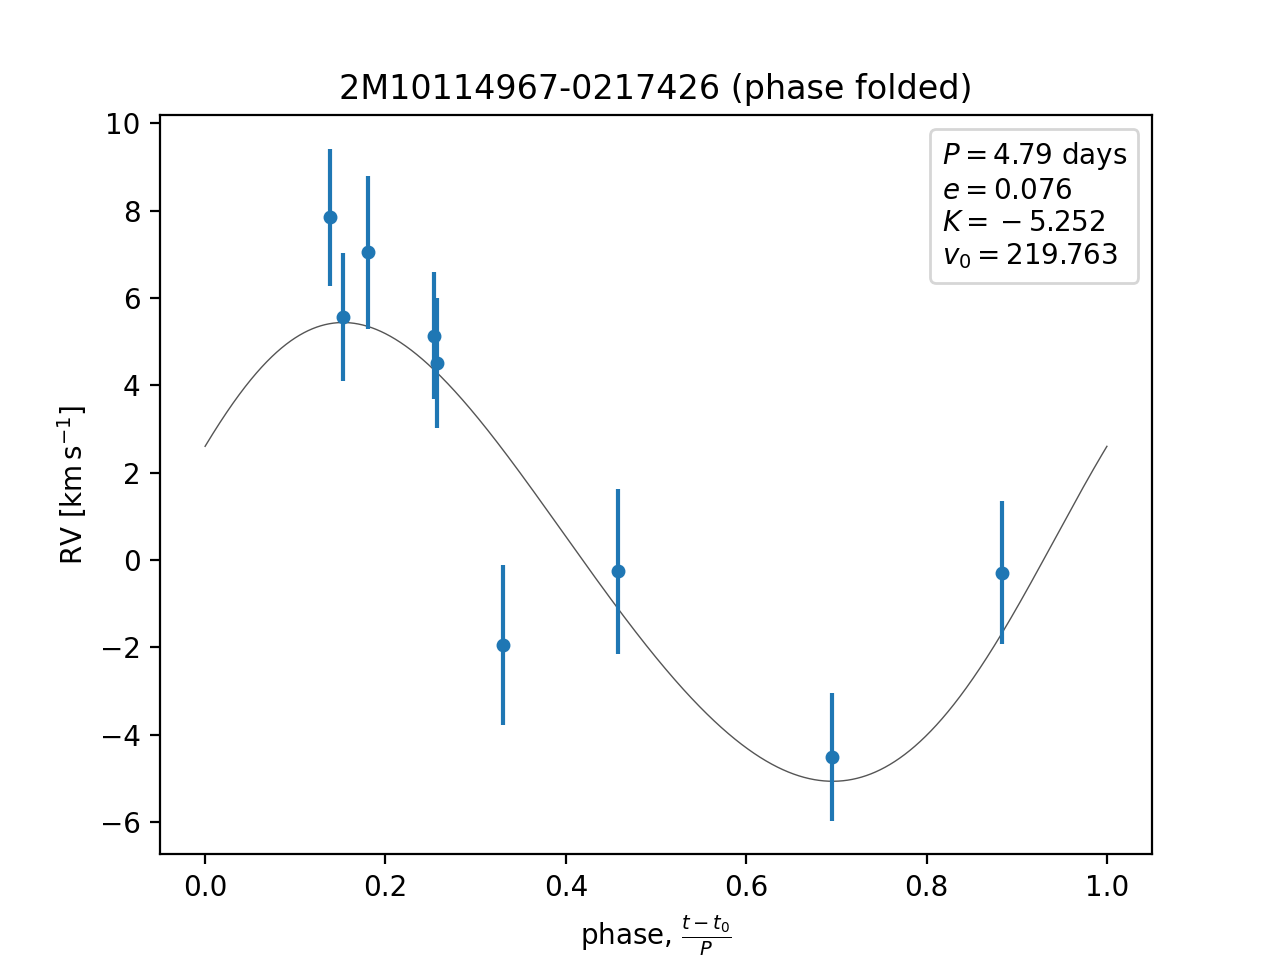 2M10114967-0217426 (phase folded)
P = 4.79 days
e = 0.076
K = −5.252
v₀ = 219.763
RV [km s⁻¹]
10
8
6
4
2
0
−2
−4
−6
0.0 0.2 0.4 0.6 0.8 1.0
phase, (t − t₀)/P